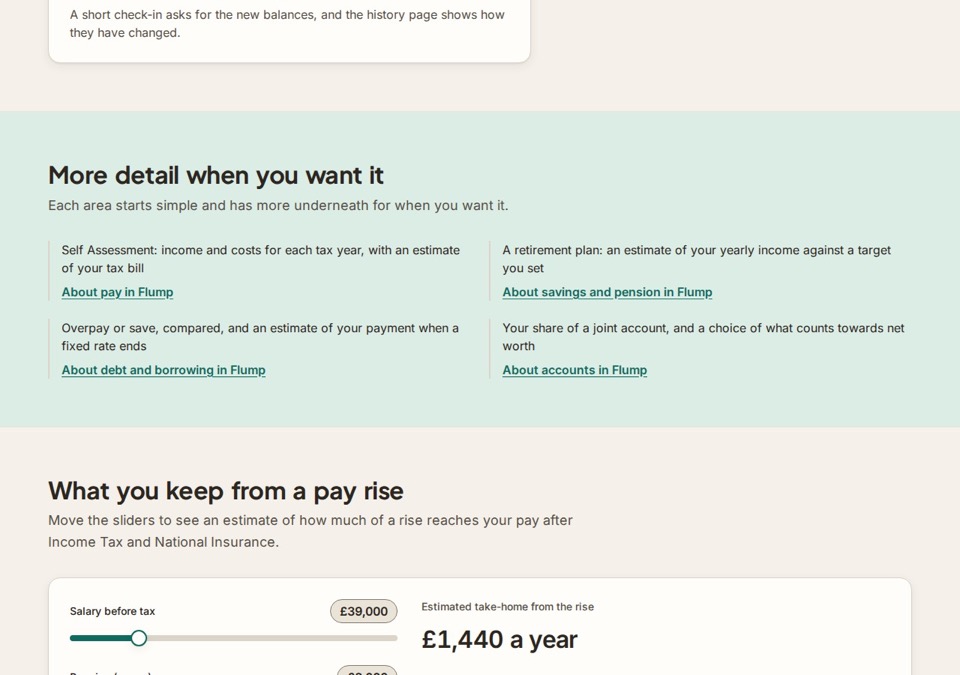 A short check-in asks for the new balances, and the history page shows how
they have changed.
More detail when you want it
Each area starts simple and has more underneath for when you want it.
Self Assessment: income and costs for each tax year, with an estimate
of your tax bill
About pay in Flump
A retirement plan: an estimate of your yearly income against a target
you set
About savings and pension in Flump
Overpay or save, compared, and an estimate of your payment when a
fixed rate ends
About debt and borrowing in Flump
Your share of a joint account, and a choice of what counts towards net
worth
About accounts in Flump
What you keep from a pay rise
Move the sliders to see an estimate of how much of a rise reaches your pay after
Income Tax and National Insurance.
Salary before tax
£39,000
Estimated take-home from the rise
£1,440 a year